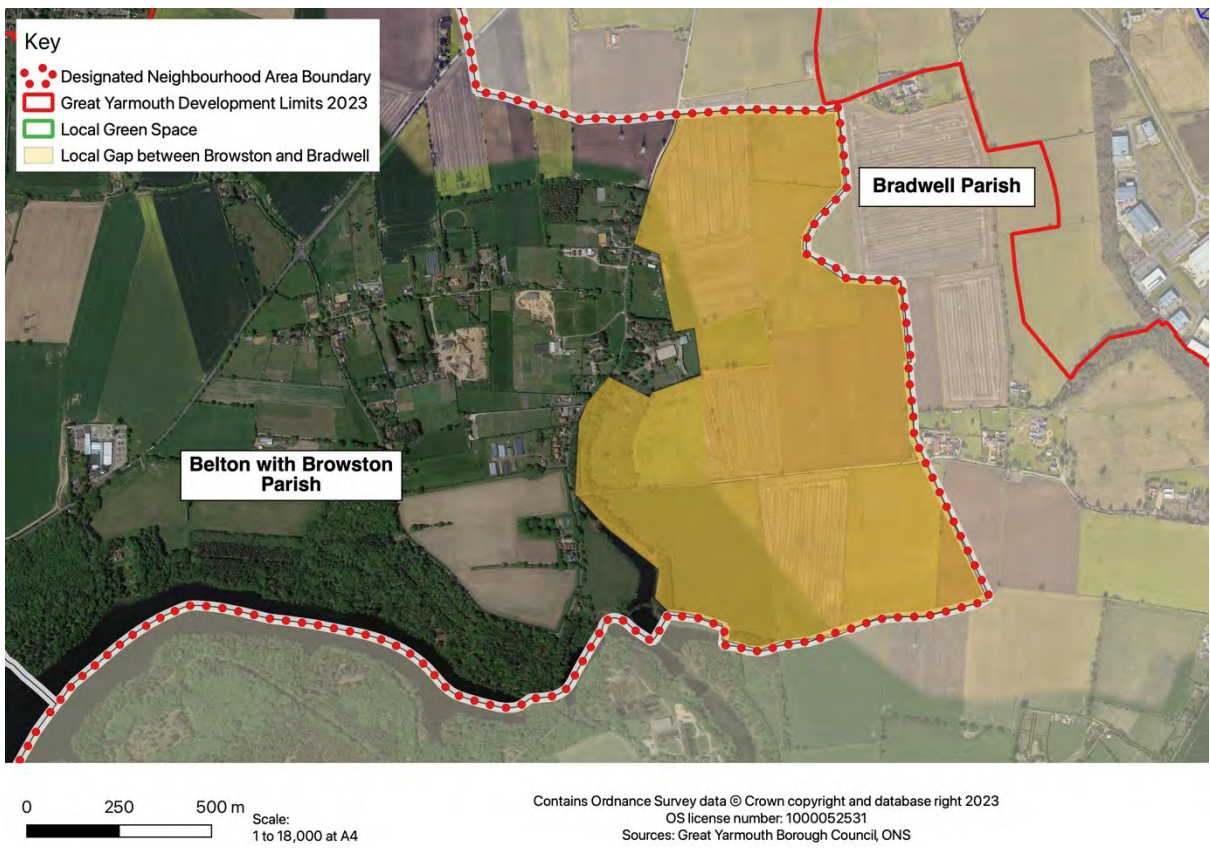 Key
Designated Neighbourhood Area Boundary
Great Yarmouth Development Limits 2023
Local Green Space
Local Gap between Browston and Bradwell
Bradwell Parish
Belton with Browston
Parish
0 250 500 m
Scale:
1 to 18,000 at A4
Contains Ordnance Survey data © Crown copyright and database right 2023
OS license number: 1000052531
Sources: Great Yarmouth Borough Council, ONS